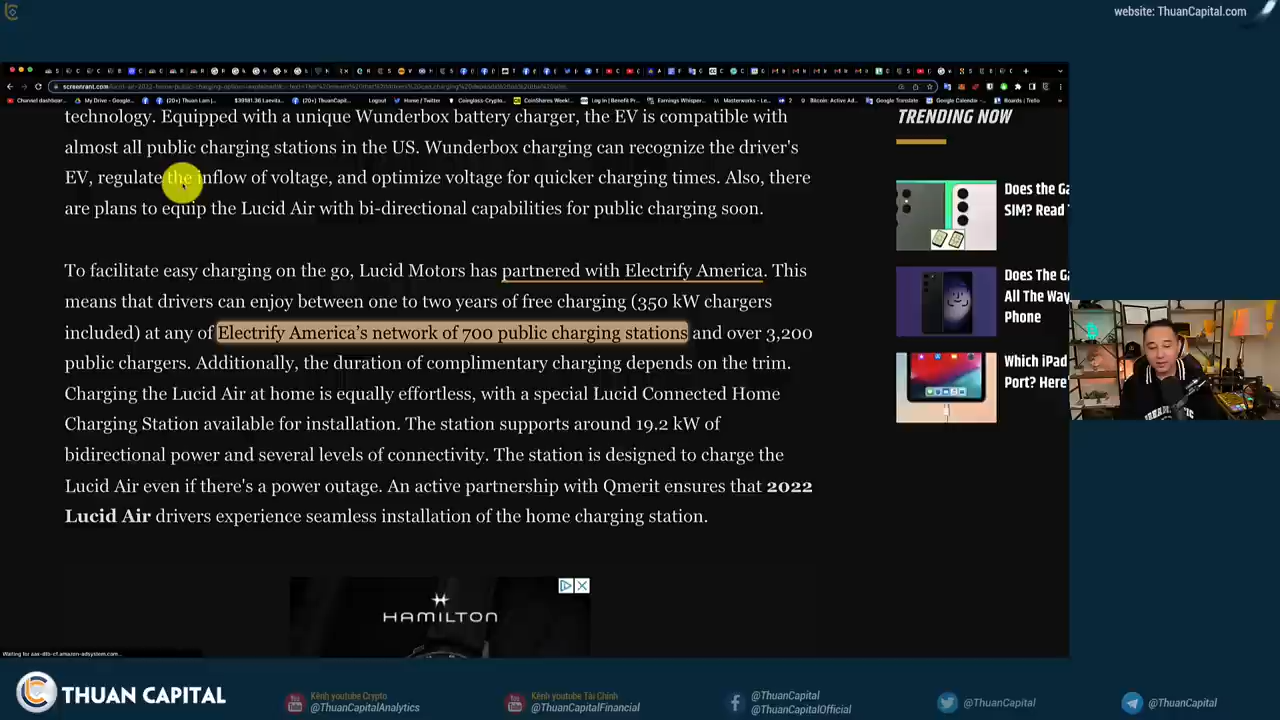 website: ThuanCapital.com
technology. Equipped with a unique Wunderbox battery charger, the EV is compatible with
almost all public charging stations in the US. Wunderbox charging can recognize the driver's
EV, regulate the inflow of voltage, and optimize voltage for quicker charging times. Also, there
are plans to equip the Lucid Air with bi-directional capabilities for public charging soon.
To facilitate easy charging on the go, Lucid Motors has partnered with Electrify America. This
means that drivers can enjoy between one to two years of free charging (350 kW chargers
included) at any of Electrify America's network of 700 public charging stations and over 3,200
public chargers. Additionally, the duration of complimentary charging depends on the trim.
Charging the Lucid Air at home is equally effortless, with a special Lucid Connected Home
Charging Station available for installation. The station supports around 19.2 kW of
bidirectional power and several levels of connectivity. The station is designed to charge the
Lucid Air even if there's a power outage. An active partnership with Qmerit ensures that 2022
Lucid Air drivers experience seamless installation of the home charging station.
TRENDING NOW
Does the Ga
SIM? Read T
Does The Ga
All The Way
Phone
Which iPad
Port? Here
HAMILTON
THUAN CAPITAL
Kênh youtube Crypto
@ThuanCapitalAnalytics
Kênh youtube Tài Chính
@ThuanCapitalFinancial
@ThuanCapital
@ThuanCapitalOfficial
@ThuanCapital
@ThuanCapital